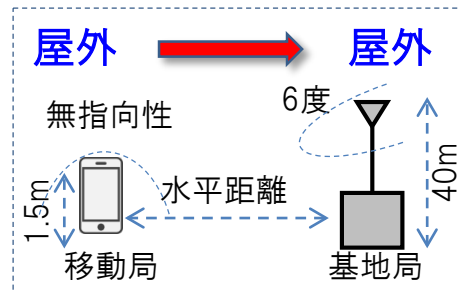 屋外 屋外
6度
無指向性
水平距離
1.5m
40m
移動局 基地局